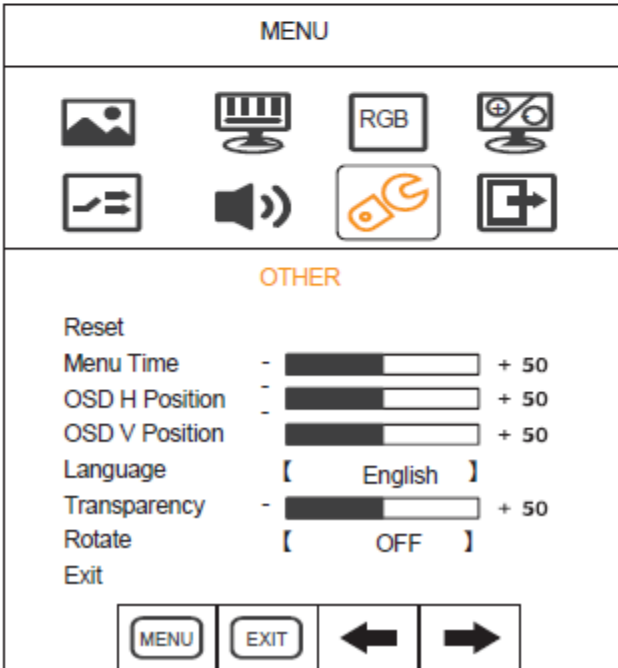 MENU
RGB
OTHER
Reset
Menu Time - + 50
OSD H Position - + 50
OSD V Position - + 50
Language 【 English 】
Transparency - + 50
Rotate 【 OFF 】
Exit
MENU EXIT